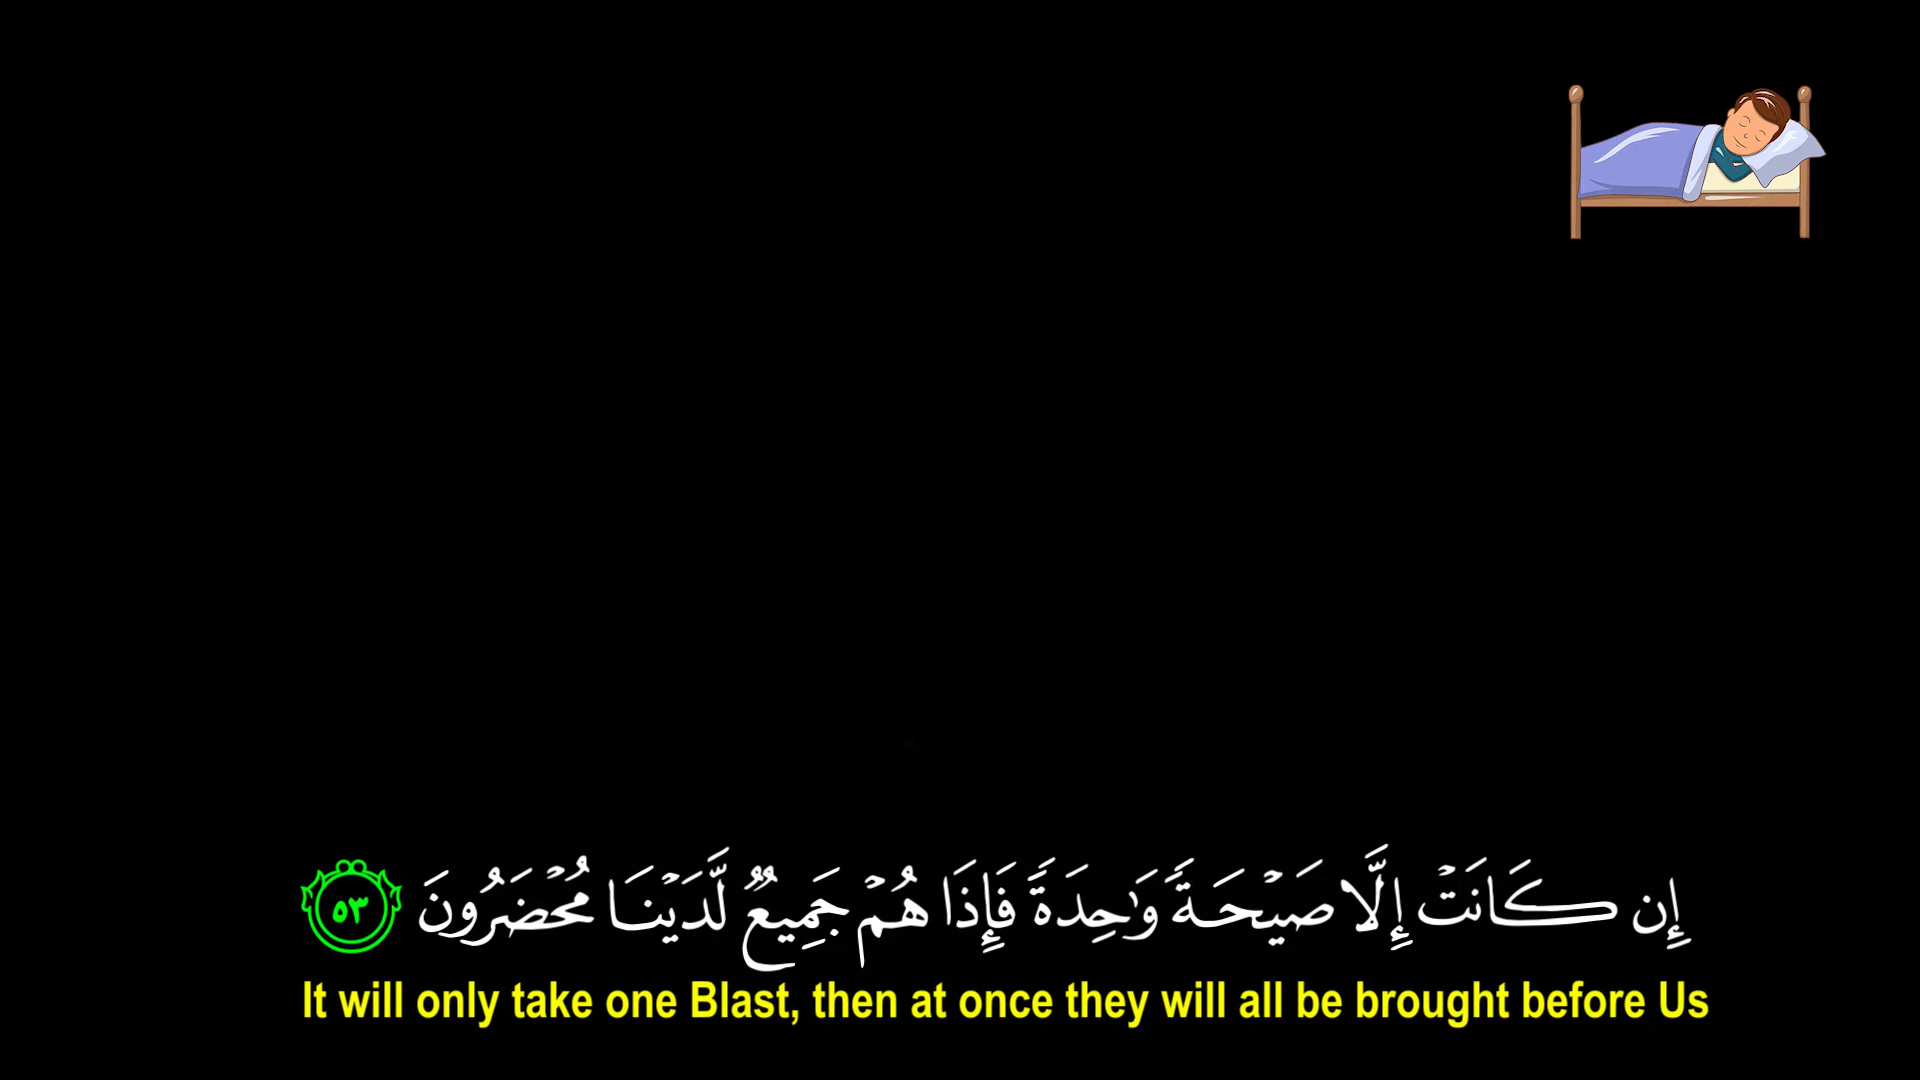 إِن كَانَتْ إِلَّا صَيْحَةً وَٰحِدَةً فَإِذَا هُمْ جَمِيعٌ لَّدَيْنَا مُحْضَرُونَ ٥٣
It will only take one Blast, then at once they will all be brought before Us